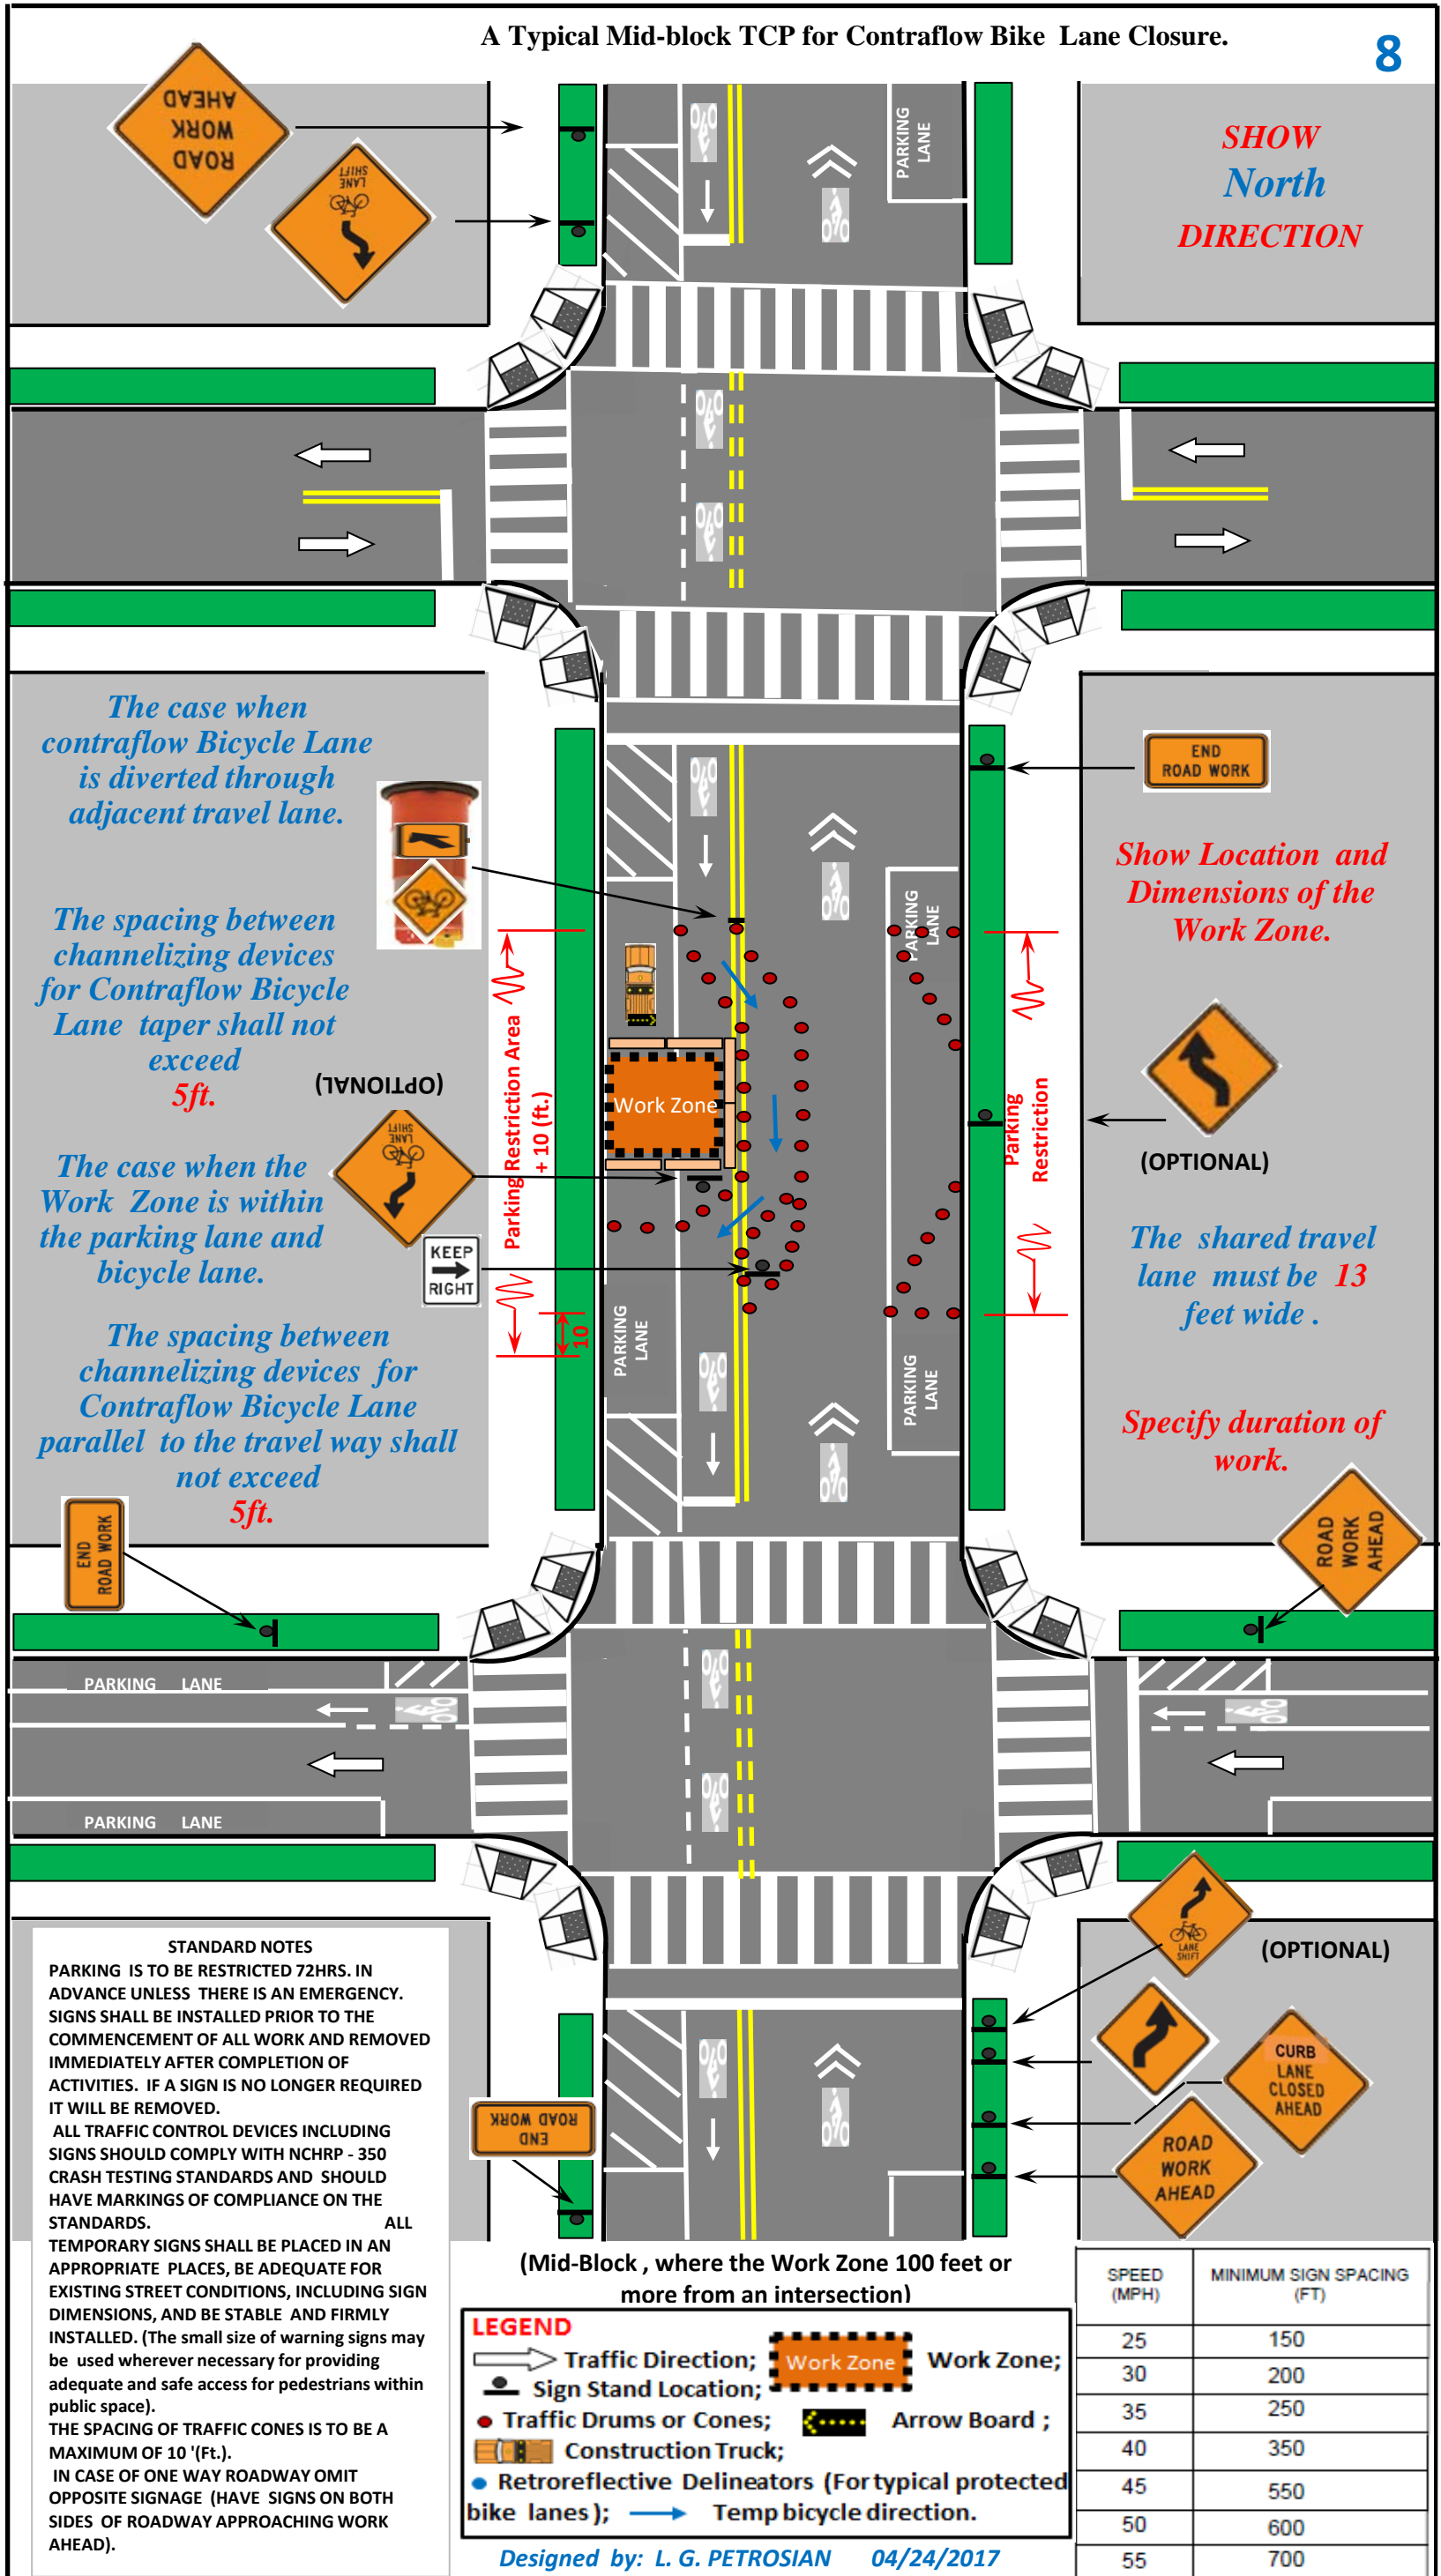 A Typical Mid-block TCP for Contraflow Bike Lane Closure.
8
ROAD
WORK
AHEAD
LANE
SHIFT
PARKING
LANE
SHOW
North
DIRECTION
The case when
contraflow Bicycle Lane
is diverted through
adjacent travel lane.
The spacing between
channelizing devices
for Contraflow Bicycle
Lane taper shall not
exceed
5ft.
(OPTIONAL)
LANE
SHIFT
The case when the
Work Zone is within
the parking lane and
bicycle lane.
KEEP
RIGHT
The spacing between
channelizing devices for
Contraflow Bicycle Lane
parallel to the travel way shall
not exceed
5ft.
END
ROAD WORK
Parking Restriction Area
+ 10 (ft.)
10
Work Zone
PARKING
LANE
PARKING
LANE
PARKING
LANE
Parking
Restriction
END
ROAD WORK
Show Location and
Dimensions of the
Work Zone.
(OPTIONAL)
The shared travel
lane must be 13
feet wide .
Specify duration of
work.
ROAD
WORK
AHEAD
PARKING LANE
PARKING LANE
LANE
SHIFT
(OPTIONAL)
CURB
LANE
CLOSED
AHEAD
ROAD
WORK
AHEAD
END
ROAD WORK
STANDARD NOTES
PARKING IS TO BE RESTRICTED 72HRS. IN
ADVANCE UNLESS THERE IS AN EMERGENCY.
SIGNS SHALL BE INSTALLED PRIOR TO THE
COMMENCEMENT OF ALL WORK AND REMOVED
IMMEDIATELY AFTER COMPLETION OF
ACTIVITIES. IF A SIGN IS NO LONGER REQUIRED
IT WILL BE REMOVED.
ALL TRAFFIC CONTROL DEVICES INCLUDING
SIGNS SHOULD COMPLY WITH NCHRP - 350
CRASH TESTING STANDARDS AND SHOULD
HAVE MARKINGS OF COMPLIANCE ON THE
STANDARDS. ALL
TEMPORARY SIGNS SHALL BE PLACED IN AN
APPROPRIATE PLACES, BE ADEQUATE FOR
EXISTING STREET CONDITIONS, INCLUDING SIGN
DIMENSIONS, AND BE STABLE AND FIRMLY
INSTALLED. (The small size of warning signs may
be used wherever necessary for providing
adequate and safe access for pedestrians within
public space).
THE SPACING OF TRAFFIC CONES IS TO BE A
MAXIMUM OF 10 '(Ft.).
IN CASE OF ONE WAY ROADWAY OMIT
OPPOSITE SIGNAGE (HAVE SIGNS ON BOTH
SIDES OF ROADWAY APPROACHING WORK
AHEAD).
(Mid-Block , where the Work Zone 100 feet or
more from an intersection)
LEGEND
Traffic Direction; Work Zone Work Zone;
Sign Stand Location;
Traffic Drums or Cones; Arrow Board ;
Construction Truck;
Retroreflective Delineators (For typical protected
bike lanes ); Temp bicycle direction.
Designed by: L. G. PETROSIAN 04/24/2017
SPEED (MPH) MINIMUM SIGN SPACING (FT)
25 150
30 200
35 250
40 350
45 550
50 600
55 700